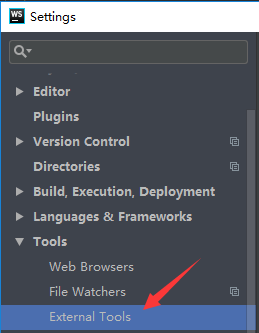 WS
Settings
Editor
Plugins
Version Control
Directories
Build, Execution, Deployment
Languages & Frameworks
Tools
Web Browsers
File Watchers
External Tools